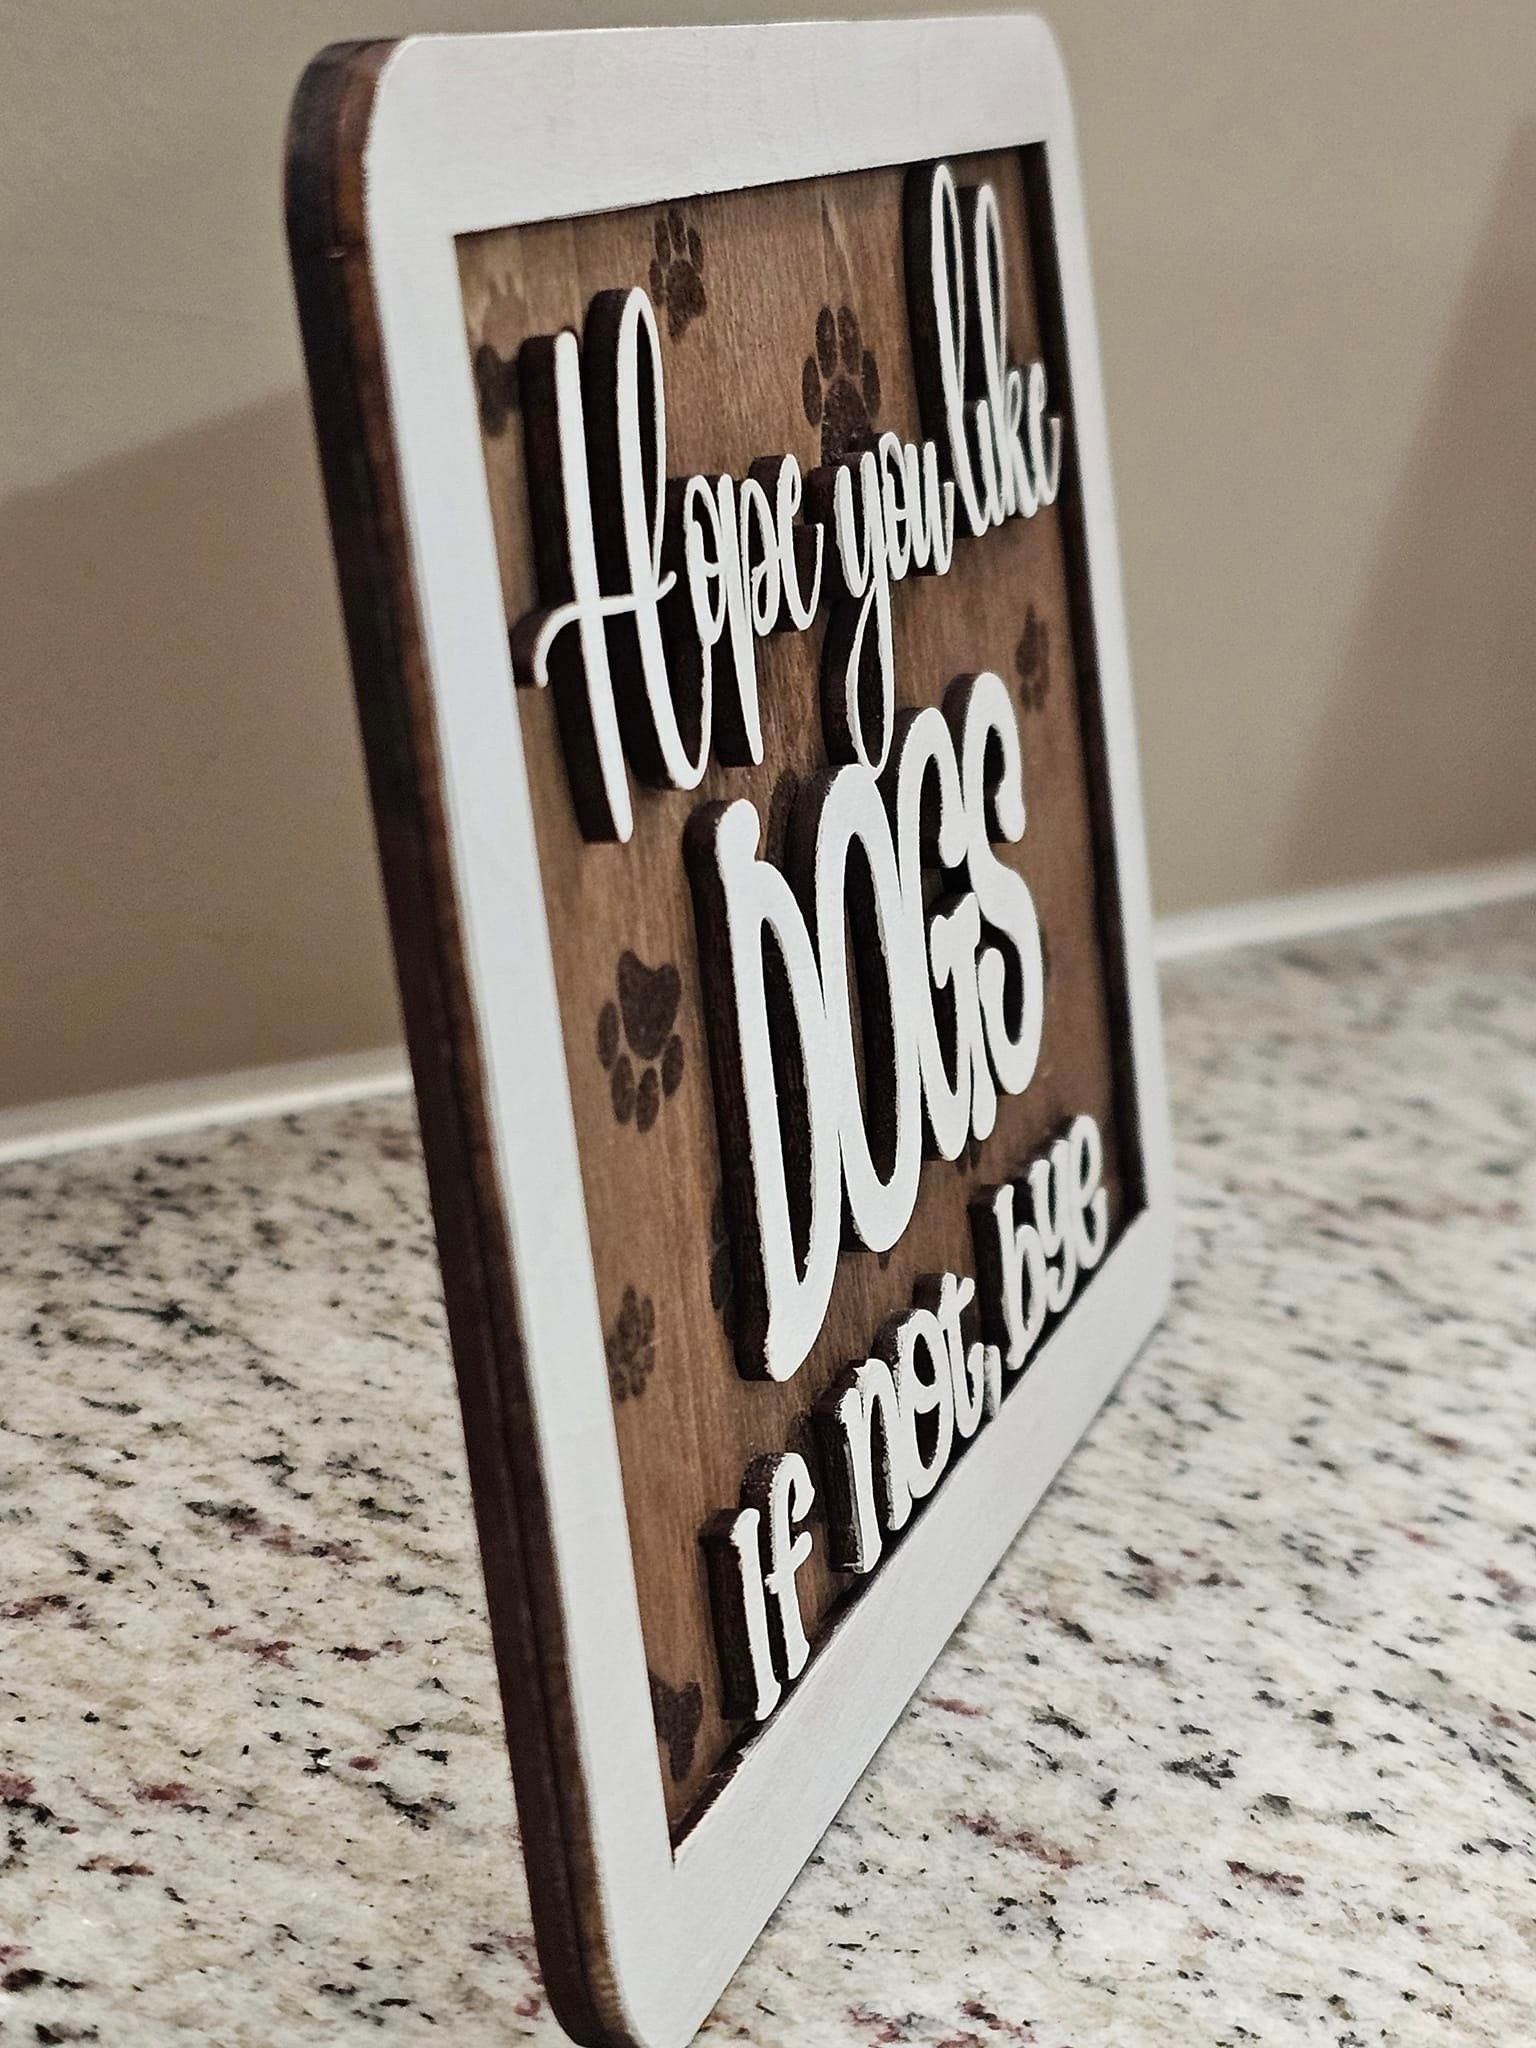 Hope you like
DOGS
If not, bye